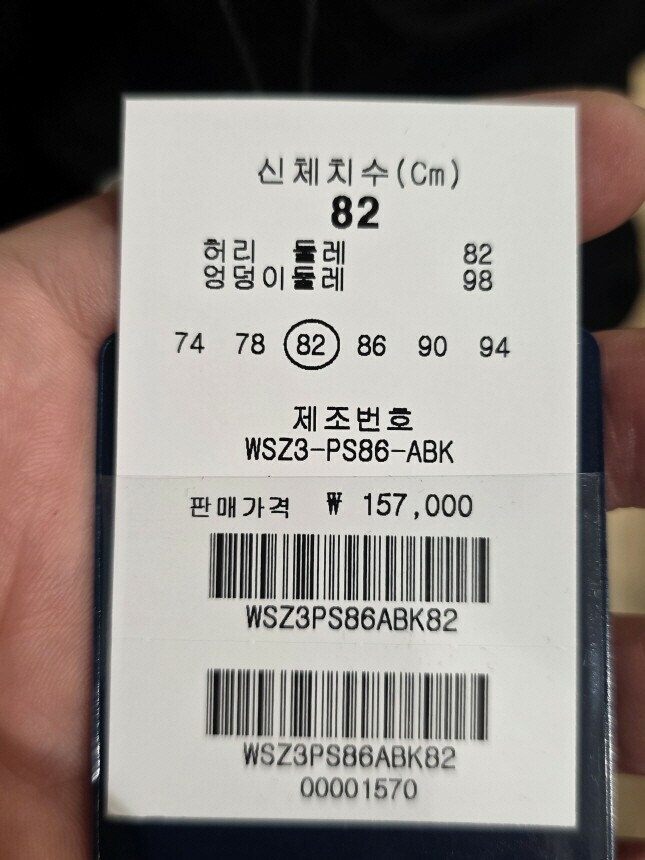 신체치수(Cm)
82
허리 둘레 82
엉덩이둘레 98
74 78 82 86 90 94
제조번호
WSZ3-PS86-ABK
판매가격 ₩ 157,000
WSZ3PS86ABK82
WSZ3PS86ABK82
00001570